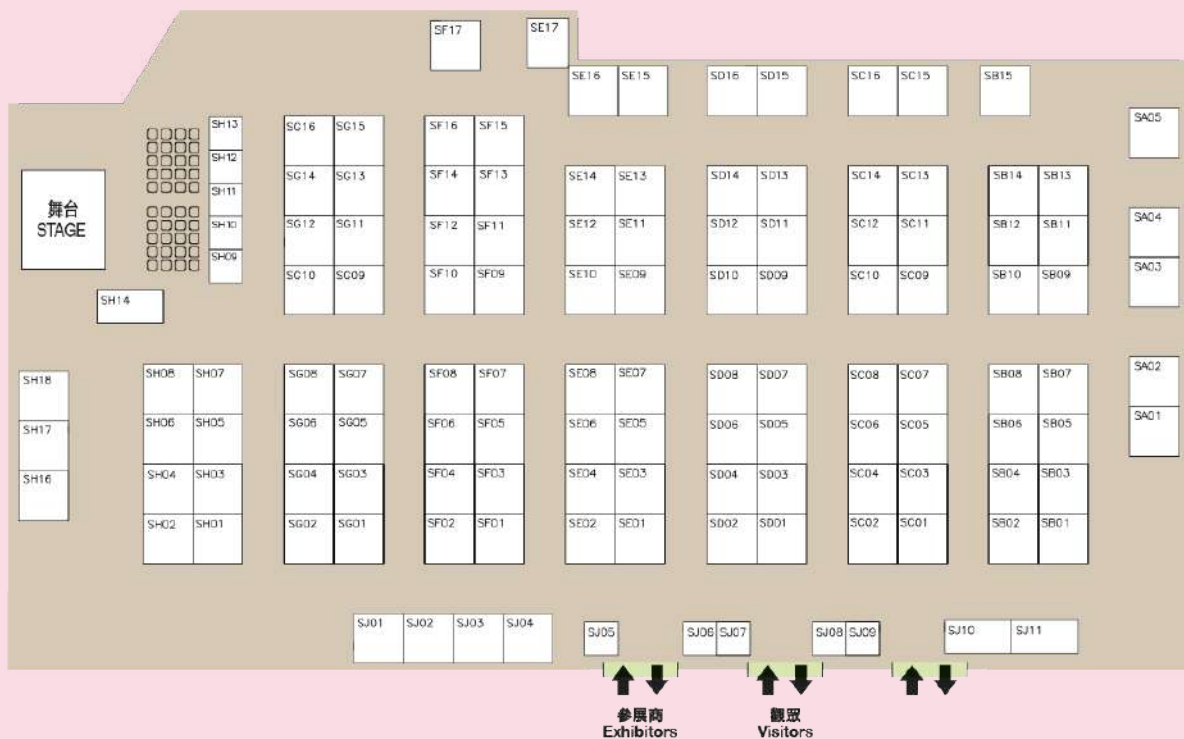 SF17 SE17
SE16 SE15 SD16 SD15 SC16 SC15 SB15
SA05
SH13 SC16 SG15 SF16 SF15
SH12
SG14 SG13 SF14 SF13 SE14 SE13 SD14 SD13 SC14 SC13 SB14 SB13
SH11
舞台
STAGE
SA04
SH10 SG12 SG11 SF12 SF11 SE12 SE11 SD12 SD11 SC12 SC11 SB12 SB11
SH09
SC10 SC09 SF10 SF09 SE10 SE09 SD10 SD09 SC10 SC09 SB10 SB09
SA03
SH14
SA02
SH18 SH08 SH07 SG08 SG07 SF08 SF07 SE08 SE07 SD08 SD07 SC08 SC07 SB08 SB07
SA01
SH17 SH06 SH05 SG06 SG05 SF06 SF05 SE06 SE05 SD06 SD05 SC06 SC05 SB06 SB05
SH16 SH04 SH03 SG04 SG03 SF04 SF03 SE04 SE03 SD04 SD03 SC04 SC03 SB04 SB03
SH02 SH01 SG02 SG01 SF02 SF01 SE02 SE01 SD02 SD01 SC02 SC01 SB02 SB01
SJ01 SJ02 SJ03 SJ04 SJ05 SJ06 SJ07 SJ08 SJ09 SJ10 SJ11
參展商 觀眾
Exhibitors Visitors